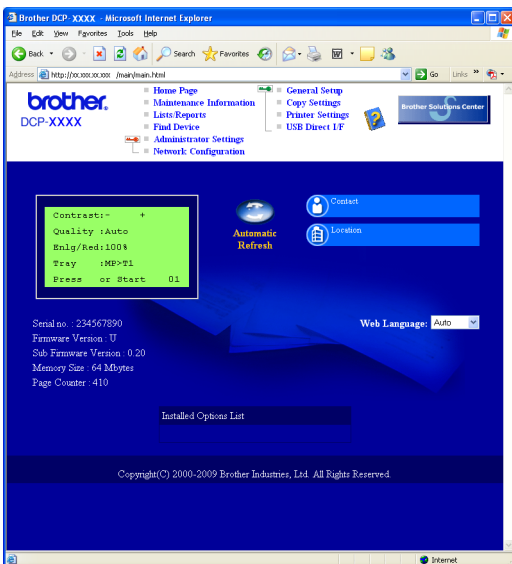 Brother DCP-XXXX - Microsoft Internet Explorer
File Edit View Favorites Tools Help
Back Search Favorites
Address http://xx.xxx.xx.xxx /main/main.html Go Links »
brother.
DCP-XXXX
Home Page
Maintenance Information
Lists/Reports
Find Device
Administrator Settings
Network Configuration
General Setup
Copy Settings
Printer Settings
USB Direct I/F
Brother Solutions Center
Contrast:- +
Quality :Auto
Enlg/Red:100%
Tray :MP>T1
Press or Start 01
Automatic
Refresh
Contact
Location
Serial no. : 234567890
Firmware Version : U
Sub Firmware Version : 0.20
Memory Size : 64 Mbytes
Page Counter : 410
Web Language: Auto
Installed Options List
Copyright(C) 2000-2009 Brother Industries, Ltd. All Rights Reserved.
Internet